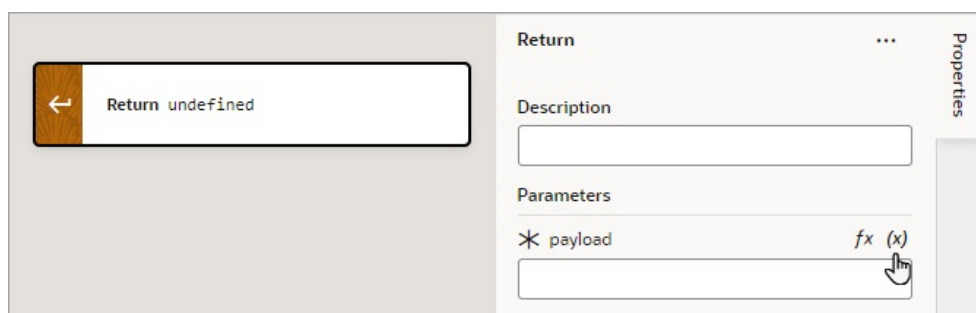 Return undefined
Return
Properties
Description
Parameters
payload
fx (x)